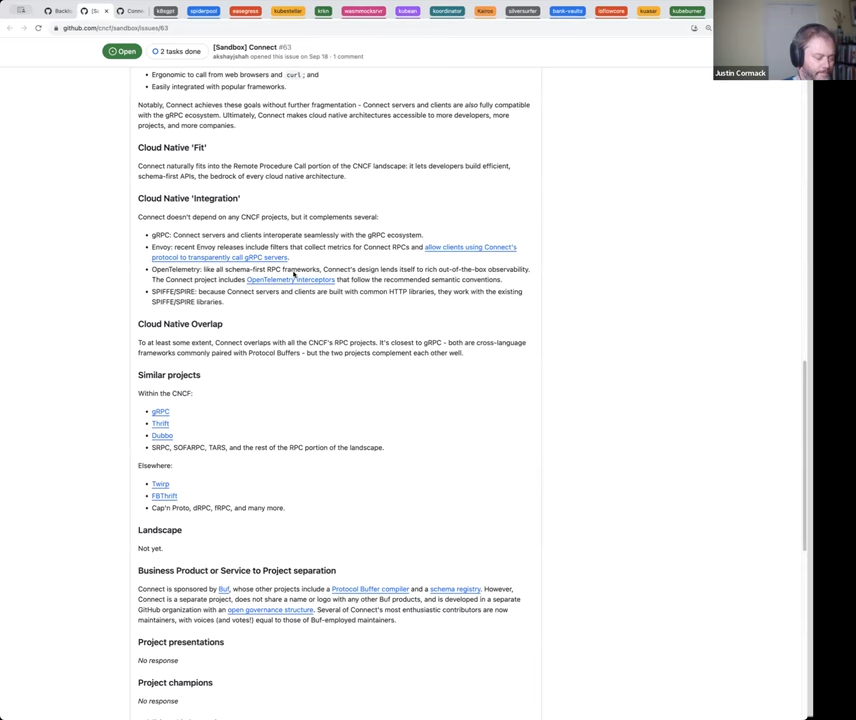 Backlo
[Sa
Conn
k8sgpt
spiderpool
easegress
kubestellar
krkn
wasmworkersvr
kubean
koordinator
Kairos
silversurfer
bank-vaults
istlowcode
kuasar
kubeburner
github.com/cncf/sandbox/issues/63
Open
2 tasks done
[Sandbox] Connect #63
akshayjshah opened this issue on Sep 18 · 1 comment
Justin Cormack
• Ergonomic to call from web browsers and curl; and
• Easily integrated with popular frameworks.
Notably, Connect achieves these goals without further fragmentation - Connect servers and clients are also fully compatible
with the gRPC ecosystem. Ultimately, Connect makes cloud native architectures accessible to more developers, more
projects, and more companies.
Cloud Native 'Fit'
Connect naturally fits into the Remote Procedure Call portion of the CNCF landscape: it lets developers build efficient,
schema-first APIs, the bedrock of every cloud native architecture.
Cloud Native 'Integration'
Connect doesn't depend on any CNCF projects, but it complements several:
• gRPC: Connect servers and clients interoperate seamlessly with the gRPC ecosystem.
• Envoy: recent Envoy releases include filters that collect metrics for Connect RPCs and allow clients using Connect's
protocol to transparently call gRPC servers.
• OpenTelemetry: like all schema-first RPC frameworks, Connect's design lends itself to rich out-of-the-box observability.
The Connect project includes OpenTelemetry interceptors that follow the recommended semantic conventions.
• SPIFFE/SPIRE: because Connect servers and clients are built with common HTTP libraries, they work with the existing
SPIFFE/SPIRE libraries.
Cloud Native Overlap
To at least some extent, Connect overlaps with all the CNCF's RPC projects. It's closest to gRPC - both are cross-language
frameworks commonly paired with Protocol Buffers - but the two projects complement each other well.
Similar projects
Within the CNCF:
• gRPC
• Thrift
• Dubbo
• SRPC, SOFARPC, TARS, and the rest of the RPC portion of the landscape.
Elsewhere:
• Twirp
• FBThrift
• Cap'n Proto, dRPC, fRPC, and many more.
Landscape
Not yet.
Business Product or Service to Project separation
Connect is sponsored by Buf, whose other projects include a Protocol Buffer compiler and a schema registry. However,
Connect is a separate project, does not share a name or logo with any other Buf products, and is developed in a separate
GitHub organization with an open governance structure. Several of Connect's most enthusiastic contributors are now
maintainers, with voices (and votes!) equal to those of Buf-employed maintainers.
Project presentations
No response
Project champions
No response